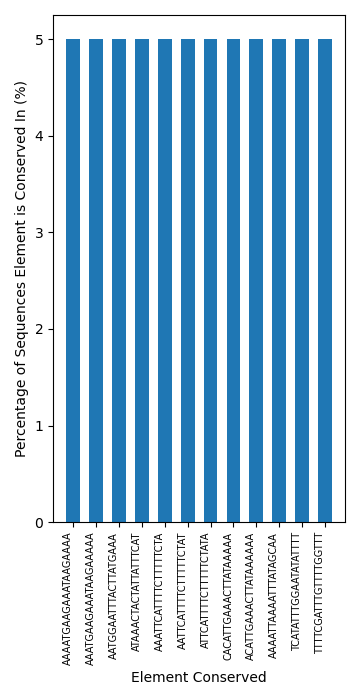 Percentage of Sequences Element is Conserved In (%)
5
4
3
2
1
0
AAAATGAAGAAATAAGAAAA
AAATGAAGAAATAAGAAAAA
AATGGAATTTACTTATGAAA
ATAAACTACTATTATTTCAT
AAATTCATTTTCTTTTTCTA
AATTCATTTTCTTTTTCTAT
ATTCATTTTCTTTTTCTATA
CACATTGAAACTTATAAAAA
ACATTGAAACTTATAAAAAA
AAAATTAAAATTTATAGCAA
TCATATTTGGAATATATTTT
TTTTCGATTTGTTTTGGTTT
Element Conserved